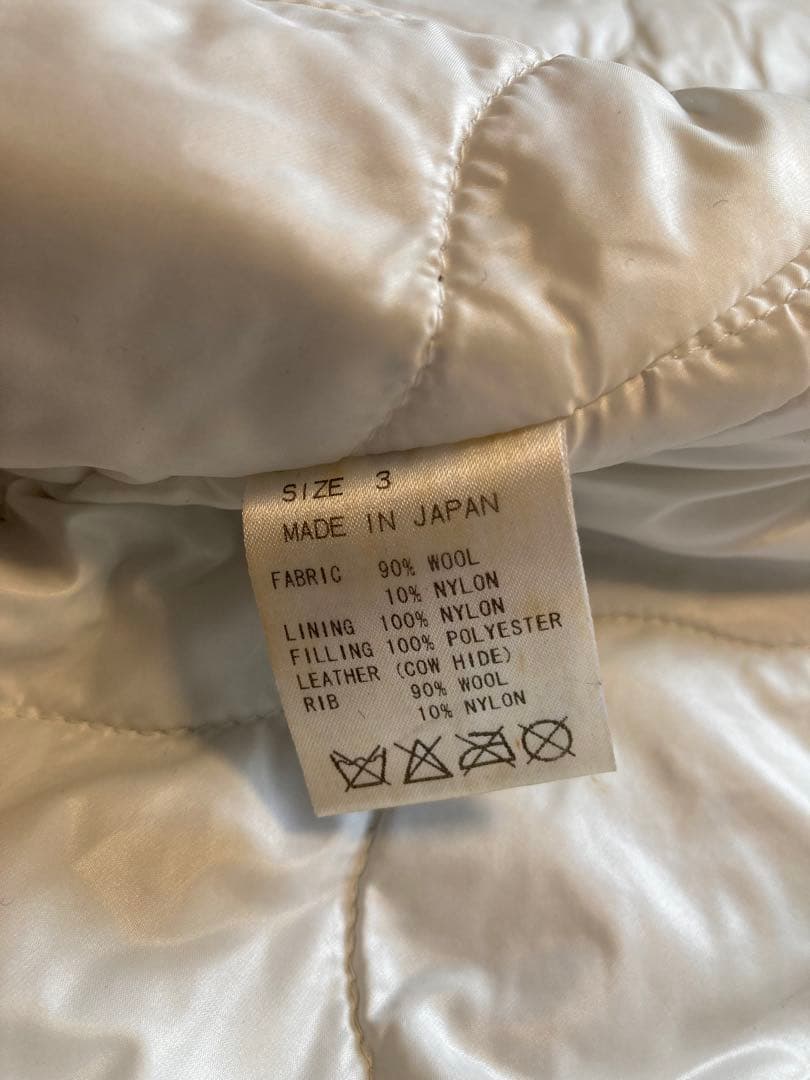 SIZE 3
MADE IN JAPAN
FABRIC 90% WOOL
10% NYLON
LINING 100% NYLON
FILLING 100% POLYESTER
LEATHER (COW HIDE)
RIB 90% WOOL
10% NYLON